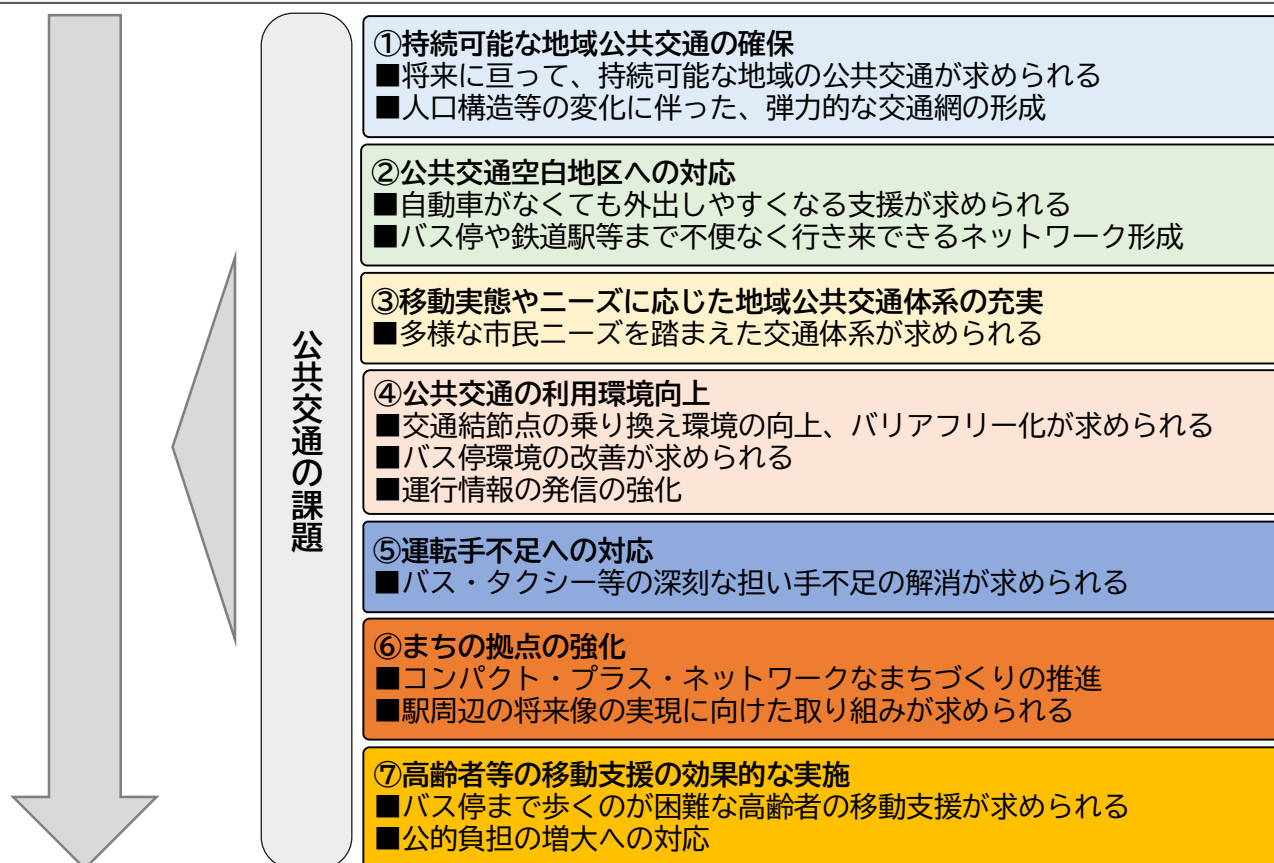 公共交通の課題
①持続可能な地域公共交通の確保
■将来に亘って、持続可能な地域の公共交通が求められる
■人口構造等の変化に伴った、弾力的な交通網の形成
②公共交通空白地区への対応
■自動車がなくても外出しやすくなる支援が求められる
■バス停や鉄道駅等まで不便なく行き来できるネットワーク形成
③移動実態やニーズに応じた地域公共交通体系の充実
■多様な市民ニーズを踏まえた交通体系が求められる
④公共交通の利用環境向上
■交通結節点の乗り換え環境の向上、バリアフリー化が求められる
■バス停環境の改善が求められる
■運行情報の発信の強化
⑤運転手不足への対応
■バス・タクシー等の深刻な担い手不足の解消が求められる
⑥まちの拠点の強化
■コンパクト・プラス・ネットワークなまちづくりの推進
■駅周辺の将来像の実現に向けた取り組みが求められる
⑦高齢者等の移動支援の効果的な実施
■バス停まで歩くのが困難な高齢者の移動支援が求められる
■公的負担の増大への対応